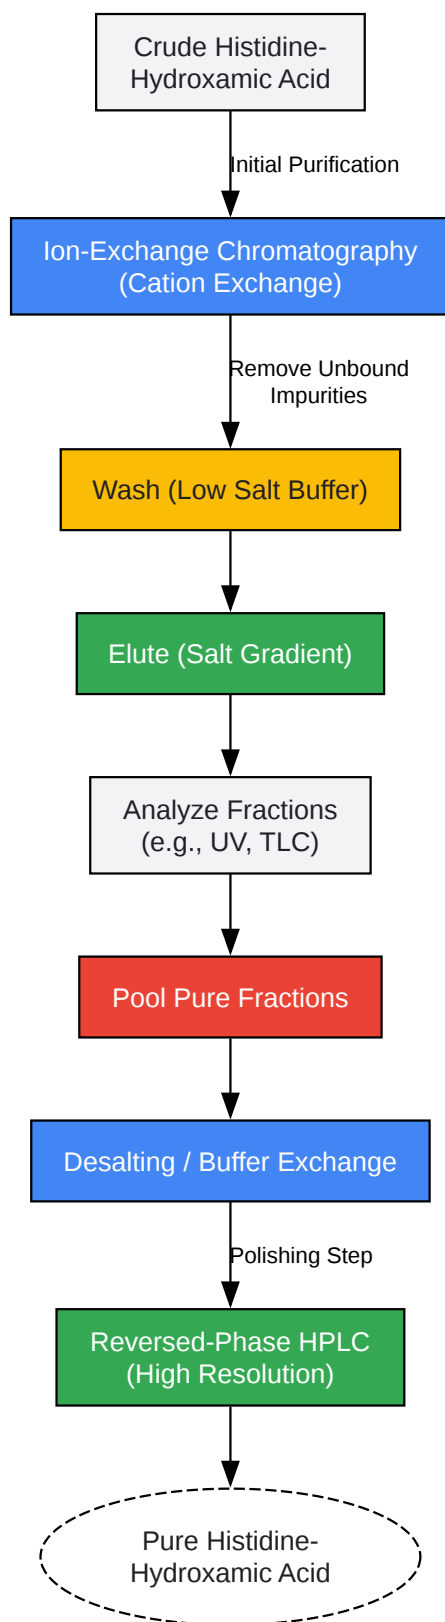 Crude Histidine-
Hydroxamic Acid
Initial Purification
Ion-Exchange Chromatography
(Cation Exchange)
Remove Unbound
Impurities
Wash (Low Salt Buffer)
Elute (Salt Gradient)
Analyze Fractions
(e.g., UV, TLC)
Pool Pure Fractions
Desalting / Buffer Exchange
Polishing Step
Reversed-Phase HPLC
(High Resolution)
Pure Histidine-
Hydroxamic Acid